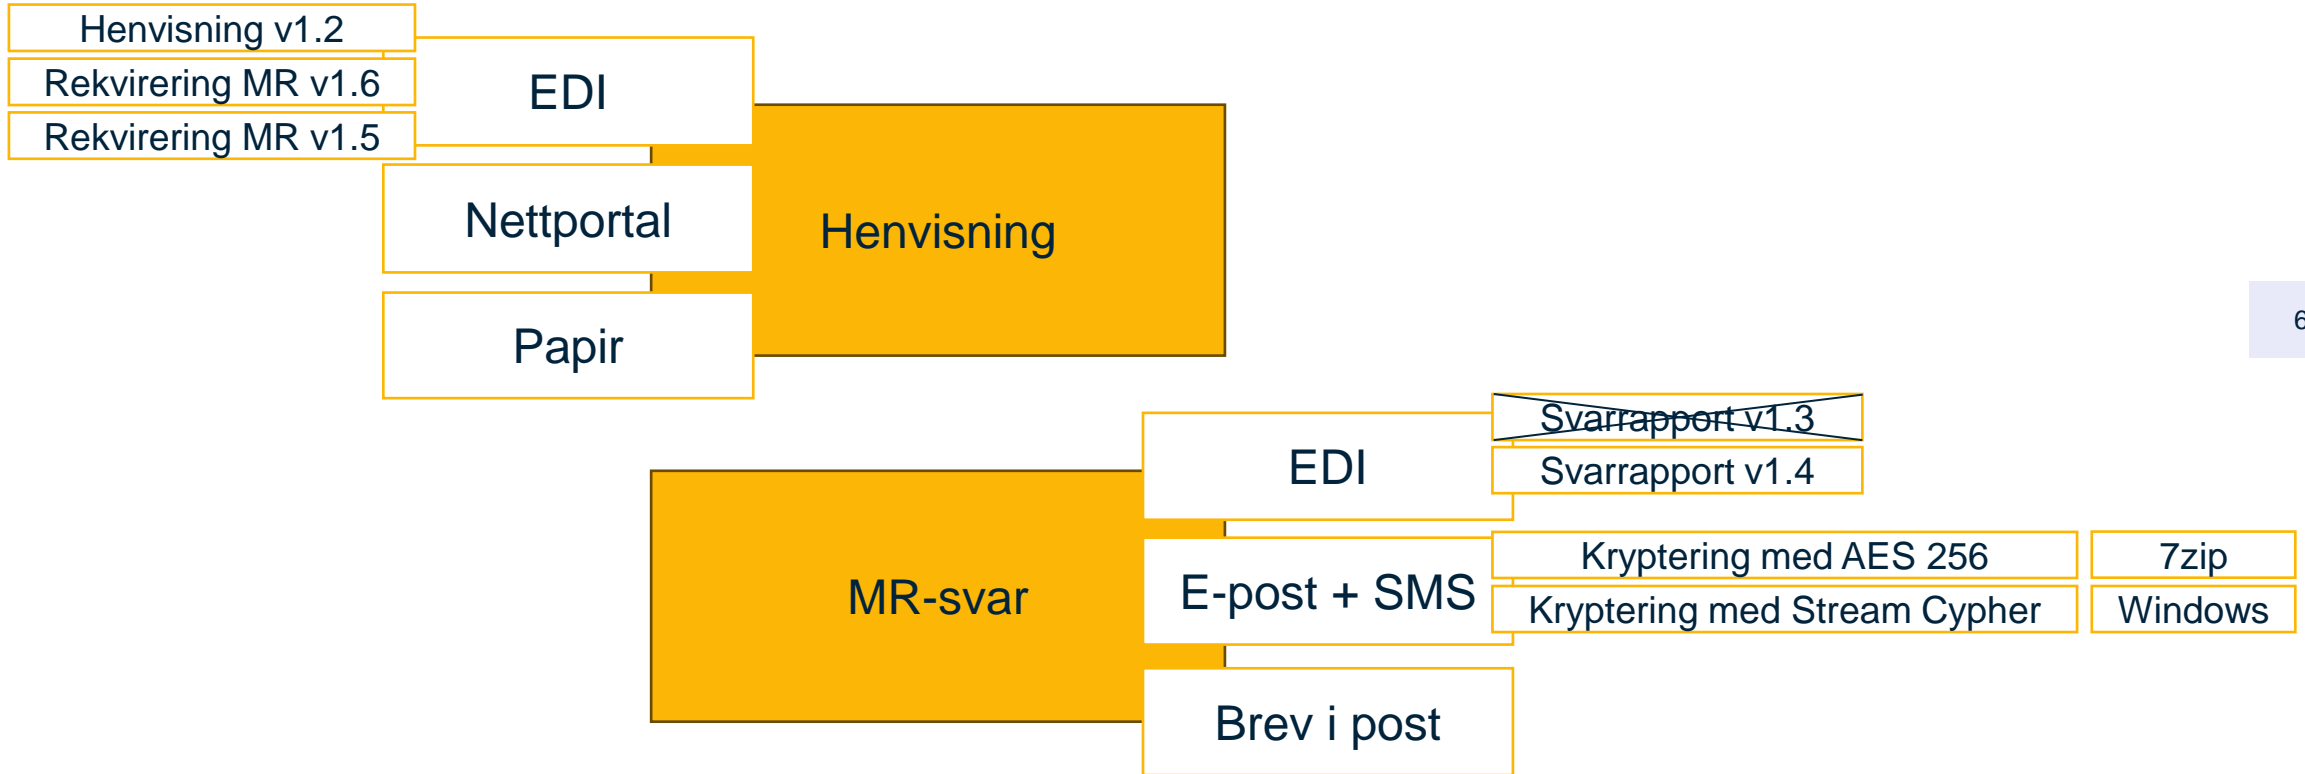 Henvisning v1.2
Rekvirering MR v1.6
Rekvirering MR v1.5
EDI
Nettportal
Papir
Henvisning
6
MR-svar
EDI
Svarrapport v1.3
Svarrapport v1.4
E-post + SMS
Kryptering med AES 256
7zip
Kryptering med Stream Cypher
Windows
Brev i post